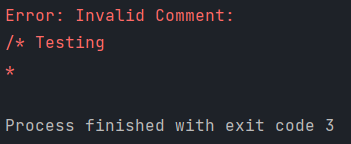 Error: Invalid Comment:
/* Testing
*
Process finished with exit code 3